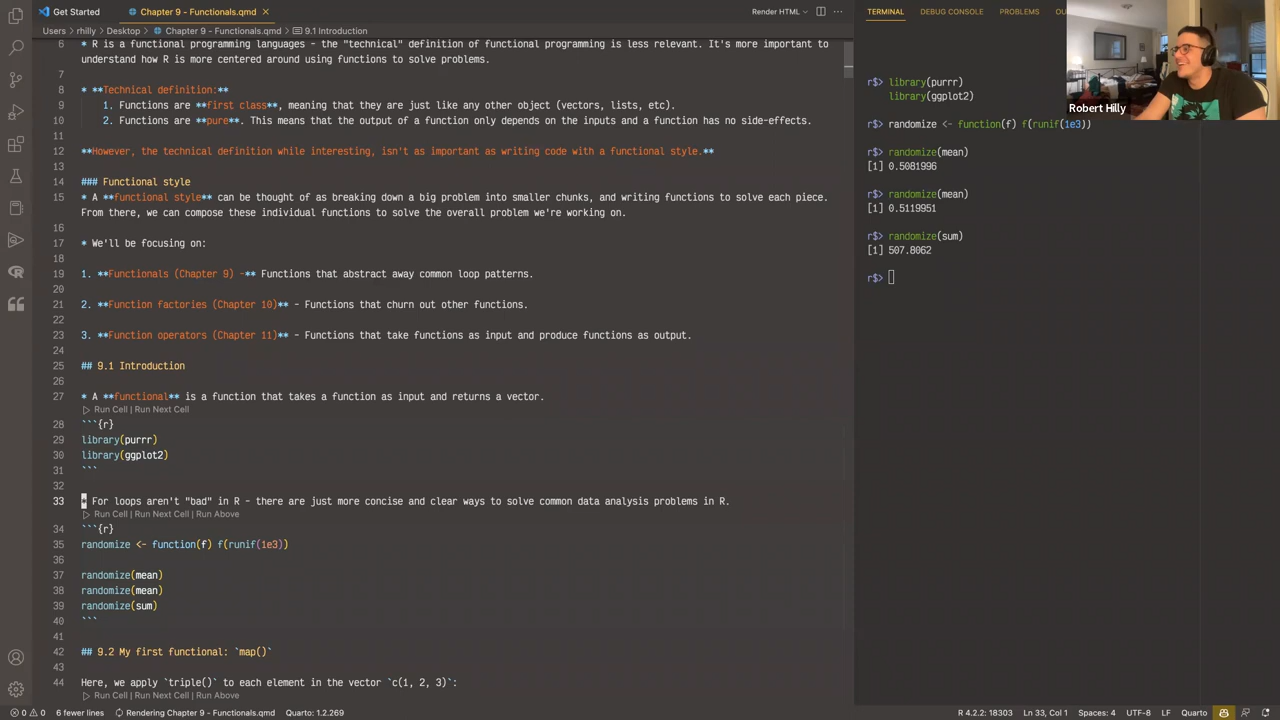 Get Started
Chapter 9 - Functionals.qmd ×
Render HTML
TERMINAL
DEBUG CONSOLE
PROBLEMS
OU
Users › rhilly › Desktop › Chapter 9 - Functionals.qmd › 9.1 Introduction
6 * R is a functional programming languages - the "technical" definition of functional programming is less relevant. It's more important to
understand how R is more centered around using functions to solve problems.
7
8 * **Technical definition:**
9 1. Functions are **first class**, meaning that they are just like any other object (vectors, lists, etc).
10 2. Functions are **pure**. This means that the output of a function only depends on the inputs and a function has no side-effects.
11
12 **However, the technical definition while interesting, isn't as important as writing code with a functional style.**
13
14 ### Functional style
15 * A **functional style** can be thought of as breaking down a big problem into smaller chunks, and writing functions to solve each piece.
From there, we can compose these individual functions to solve the overall problem we're working on.
16
17 * We'll be focusing on:
18
19 1. **Functionals (Chapter 9) -** Functions that abstract away common loop patterns.
20
21 2. **Function factories (Chapter 10)** - Functions that churn out other functions.
22
23 3. **Function operators (Chapter 11)** - Functions that take functions as input and produce functions as output.
24
25 ## 9.1 Introduction
26
27 * A **functional** is a function that takes a function as input and returns a vector.
Run Cell | Run Next Cell
28 ```{r}
29 library(purrr)
30 library(ggplot2)
31 ```
32
33 * For loops aren't "bad" in R - there are just more concise and clear ways to solve common data analysis problems in R.
Run Cell | Run Next Cell | Run Above
34 ```{r}
35 randomize <- function(f) f(runif(1e3))
36
37 randomize(mean)
38 randomize(mean)
39 randomize(sum)
40 ```
41
42 ## 9.2 My first functional: `map()`
43
44 Here, we apply `triple()` to each element in the vector `c(1, 2, 3)`:
Run Cell | Run Next Cell | Run Above
r$> library(purrr)
library(ggplot2)
r$> randomize <- function(f) f(runif(1e3))
r$> randomize(mean)
[1] 0.5081996
r$> randomize(mean)
[1] 0.5119951
r$> randomize(sum)
[1] 507.8062
r$>
Robert Hilly
0 0
6 fewer lines
Rendering Chapter 9 - Functionals.qmd
Quarto: 1.2.269
R 4.2.2: 18303
Ln 33, Col 1
Spaces: 4
UTF-8
LF
Quarto